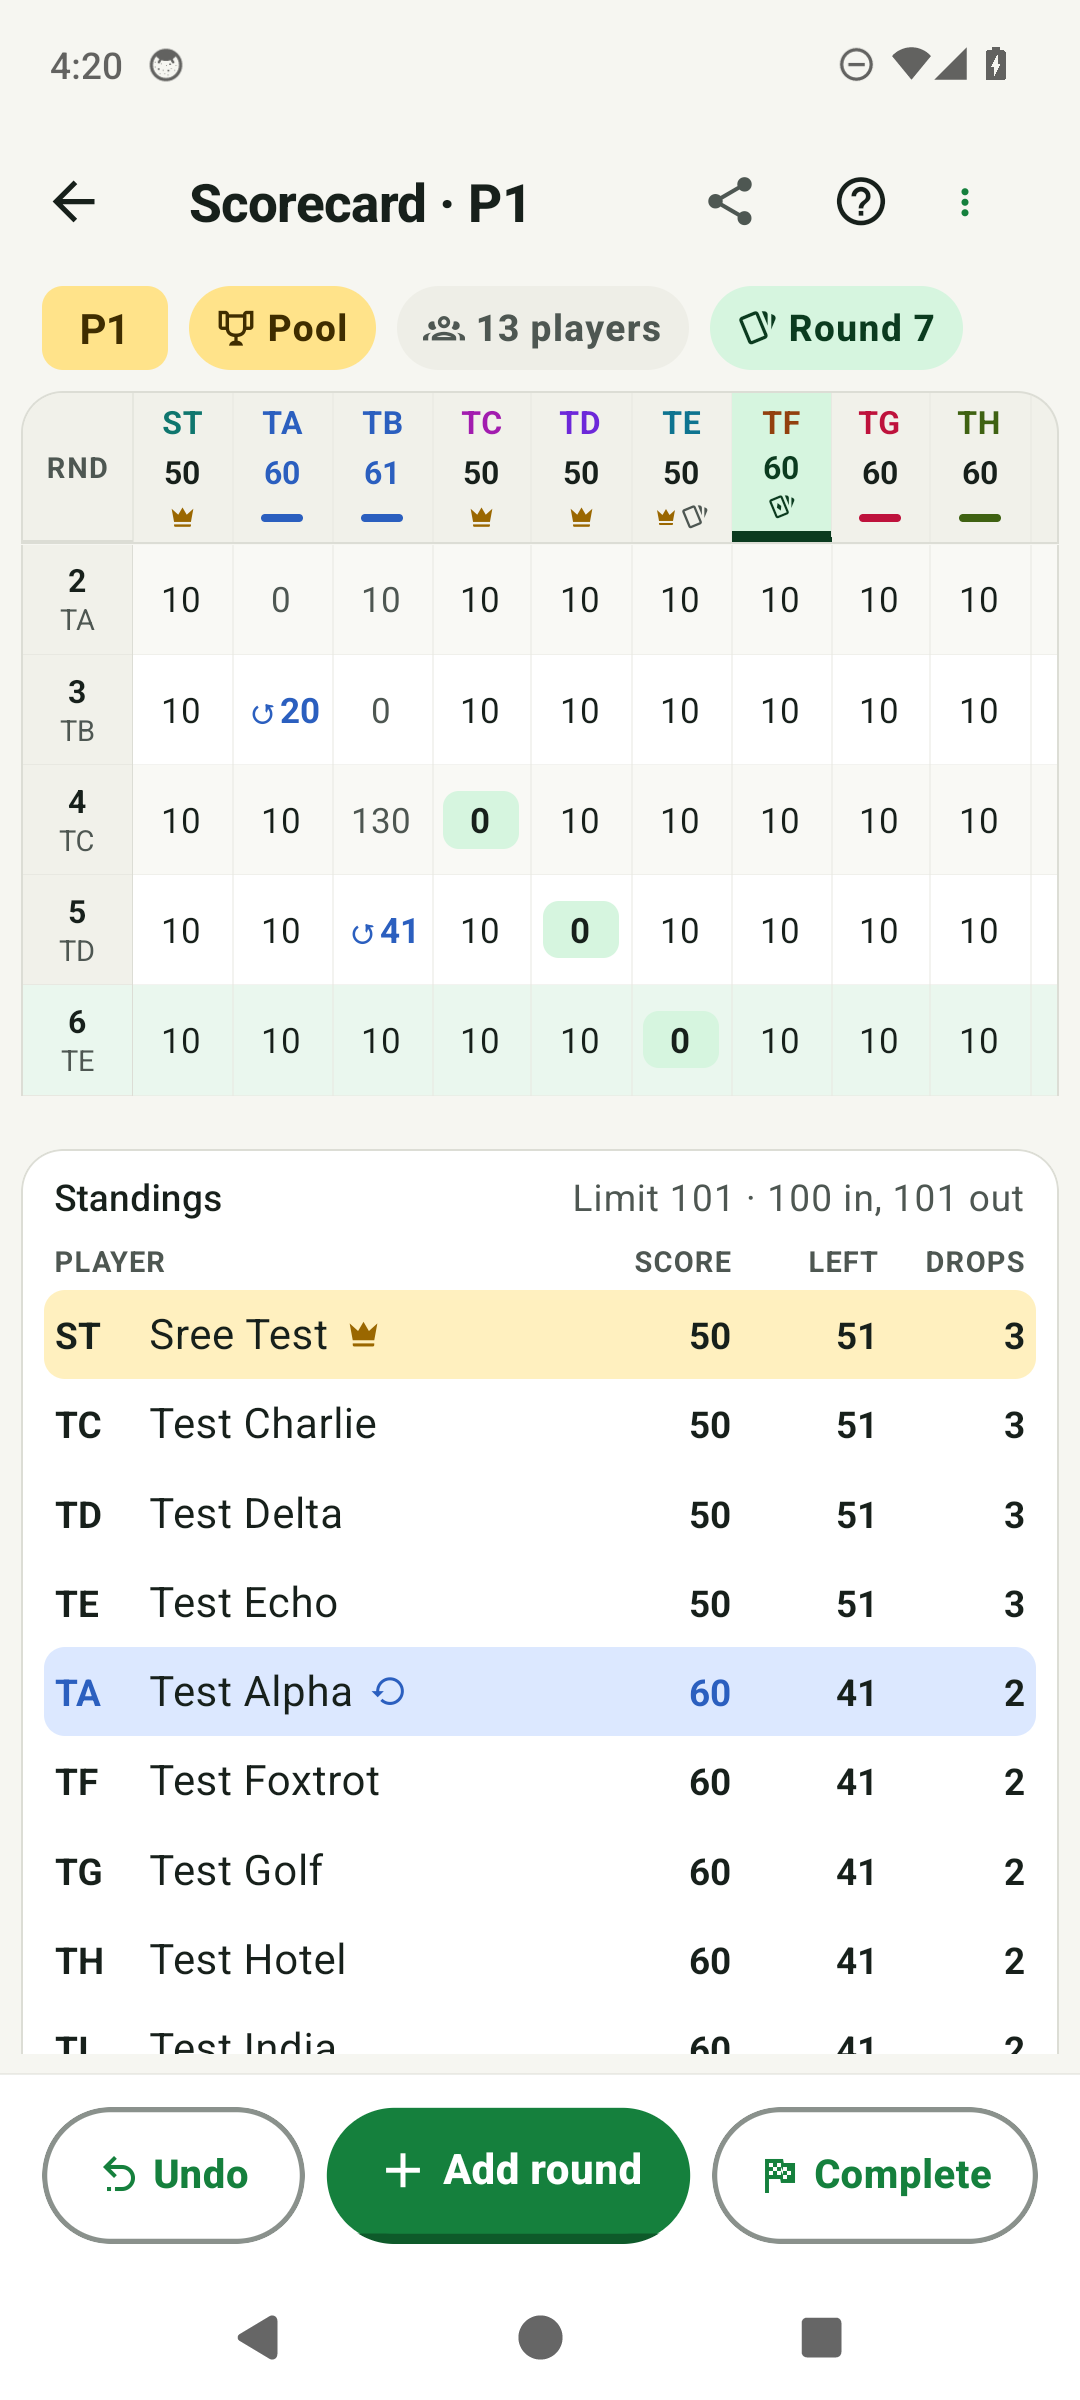 4:20
Scorecard · P1
P1 Pool 13 players Round 7
RND ST TA TB TC TD TE TF TG TH
50 60 61 50 50 50 60 60 60
2 TA 10 0 10 10 10 10 10 10 10
3 TB 10 20 0 10 10 10 10 10 10
4 TC 10 10 130 0 10 10 10 10 10
5 TD 10 10 41 10 0 10 10 10 10
6 TE 10 10 10 10 10 0 10 10 10
Standings Limit 101 · 100 in, 101 out
PLAYER SCORE LEFT DROPS
ST Sree Test 50 51 3
TC Test Charlie 50 51 3
TD Test Delta 50 51 3
TE Test Echo 50 51 3
TA Test Alpha 60 41 2
TF Test Foxtrot 60 41 2
TG Test Golf 60 41 2
TH Test Hotel 60 41 2
TI Test India 60 41 2
Undo Add round Complete